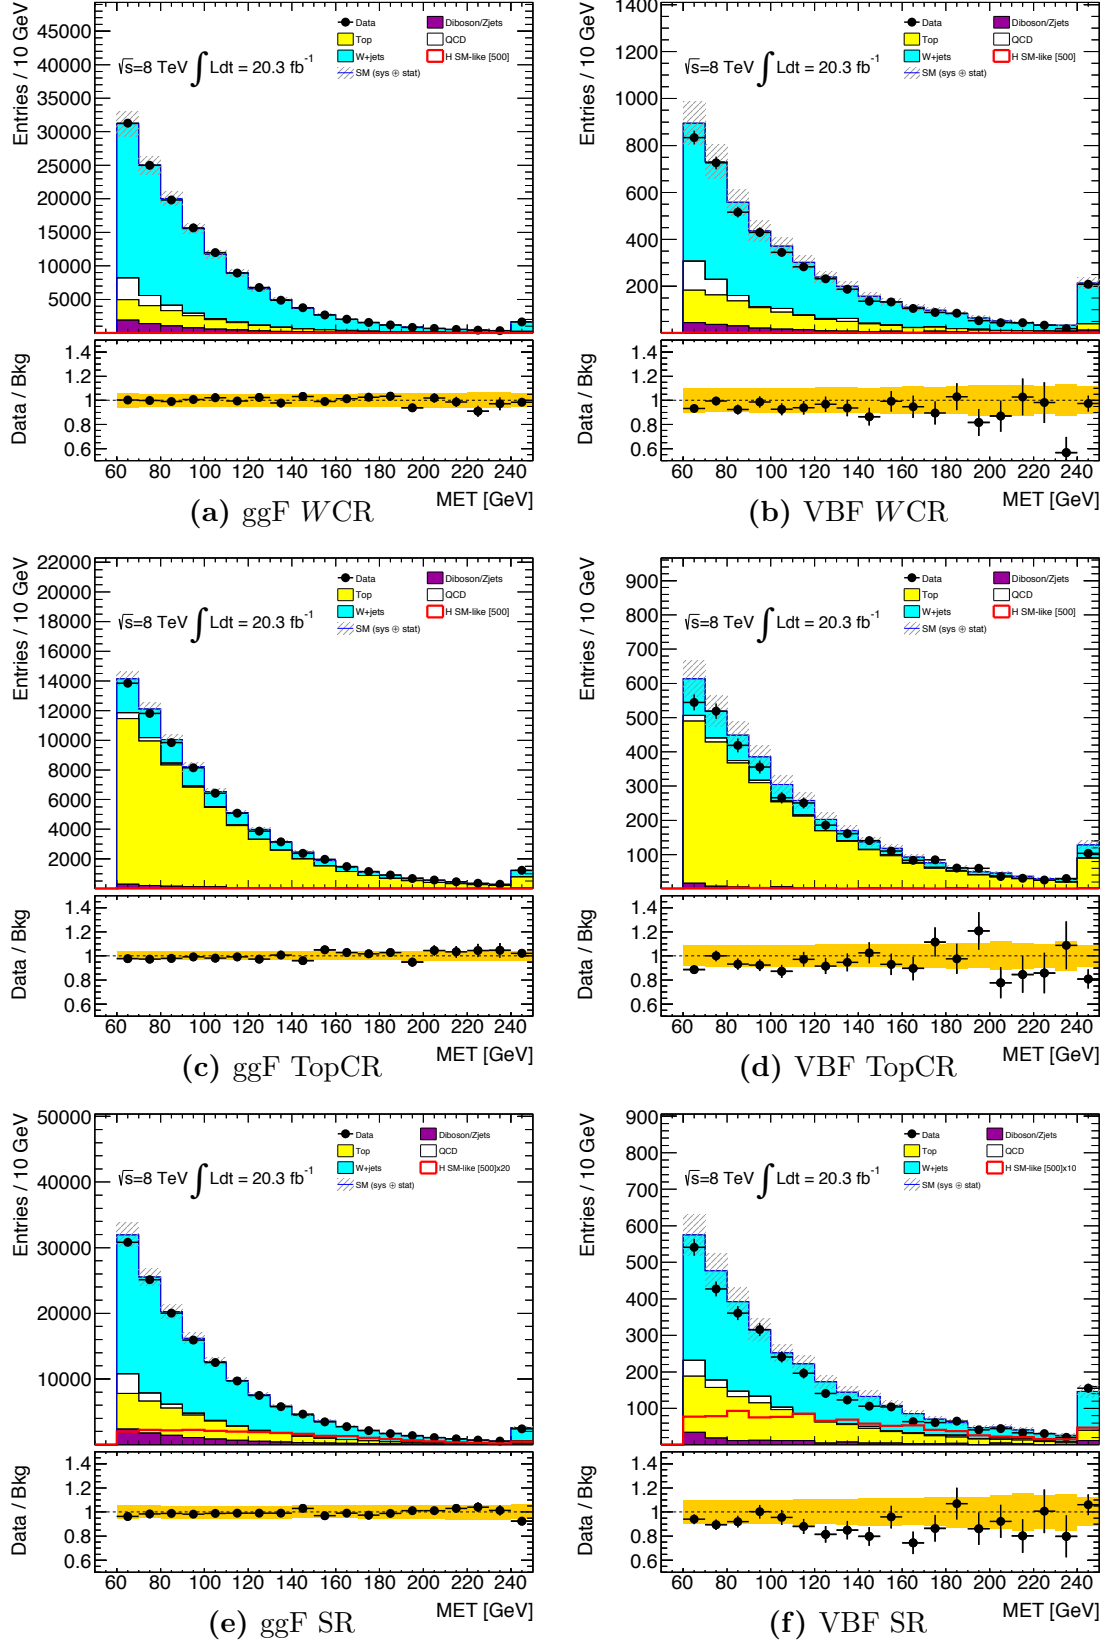 Entries / 10 GeV
45000
40000
35000
30000
25000
20000
15000
10000
5000
√s=8 TeV ∫ Ldt = 20.3 fb⁻¹
Data
Top
W+jets
SM (sys ⊕ stat)
Diboson/Zjets
QCD
H SM-like [500]
Data / Bkg
1.4
1.2
1
0.8
0.6
60 80 100 120 140 160 180 200 220 240
MET [GeV]
(a) ggF WCR
Entries / 10 GeV
1400
1200
1000
800
600
400
200
√s=8 TeV ∫ Ldt = 20.3 fb⁻¹
Data
Top
W+jets
SM (sys ⊕ stat)
Diboson/Zjets
QCD
H SM-like [500]
Data / Bkg
1.4
1.2
1
0.8
0.6
60 80 100 120 140 160 180 200 220 240
MET [GeV]
(b) VBF WCR
Entries / 10 GeV
22000
20000
18000
16000
14000
12000
10000
8000
6000
4000
2000
√s=8 TeV ∫ Ldt = 20.3 fb⁻¹
Data
Top
W+jets
SM (sys ⊕ stat)
Diboson/Zjets
QCD
H SM-like [500]
Data / Bkg
1.4
1.2
1
0.8
0.6
60 80 100 120 140 160 180 200 220 240
MET [GeV]
(c) ggF TopCR
Entries / 10 GeV
900
800
700
600
500
400
300
200
100
√s=8 TeV ∫ Ldt = 20.3 fb⁻¹
Data
Top
W+jets
SM (sys ⊕ stat)
Diboson/Zjets
QCD
H SM-like [500]
Data / Bkg
1.4
1.2
1
0.8
0.6
60 80 100 120 140 160 180 200 220 240
MET [GeV]
(d) VBF TopCR
Entries / 10 GeV
50000
40000
30000
20000
10000
√s=8 TeV ∫ Ldt = 20.3 fb⁻¹
Data
Top
W+jets
SM (sys ⊕ stat)
Diboson/Zjets
QCD
H SM-like [500]x20
Data / Bkg
1.4
1.2
1
0.8
0.6
60 80 100 120 140 160 180 200 220 240
MET [GeV]
(e) ggF SR
Entries / 10 GeV
900
800
700
600
500
400
300
200
100
√s=8 TeV ∫ Ldt = 20.3 fb⁻¹
Data
Top
W+jets
SM (sys ⊕ stat)
Diboson/Zjets
QCD
H SM-like [500]x10
Data / Bkg
1.4
1.2
1
0.8
0.6
60 80 100 120 140 160 180 200 220 240
MET [GeV]
(f) VBF SR